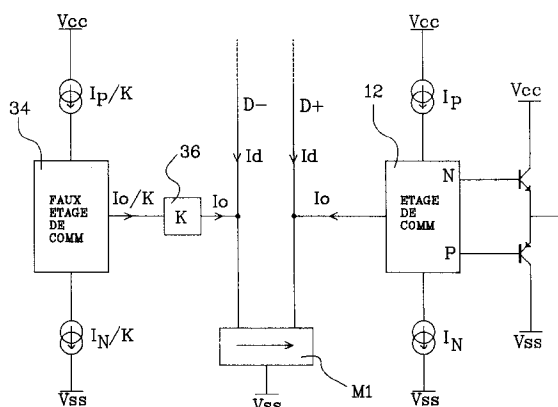 Vcc
Vcc
34
Ip/K
36
D-
D+
12
IP
Vcc
Id
Id
N
FAUX
ETAGE
DE
COMM
Io/K
K
Io
Io
ETAGE
DE
COMM
P
IN/K
IN
Vss
Vss
M1
Vss
Vss